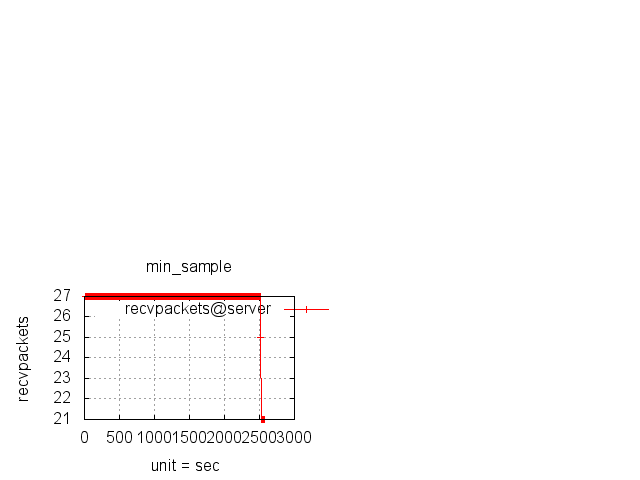 min_sample
27
recvpackets@server
26
25
24
23
22
21
recvpackets
0 500 1000 1500 2000 2500 3000
unit = sec